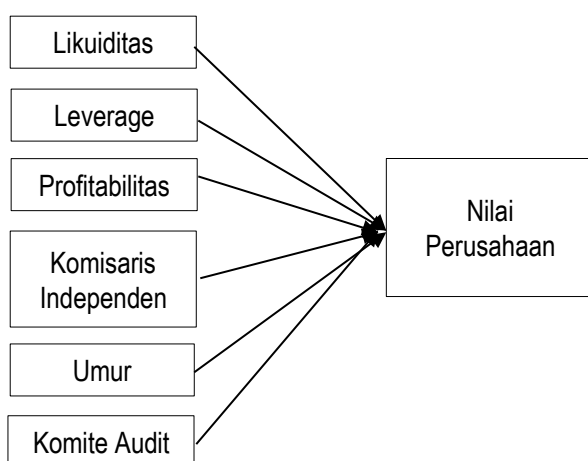 Likuiditas
Leverage
Profitabilitas
Komisaris
Independen
Umur
Komite Audit
Nilai
Perusahaan